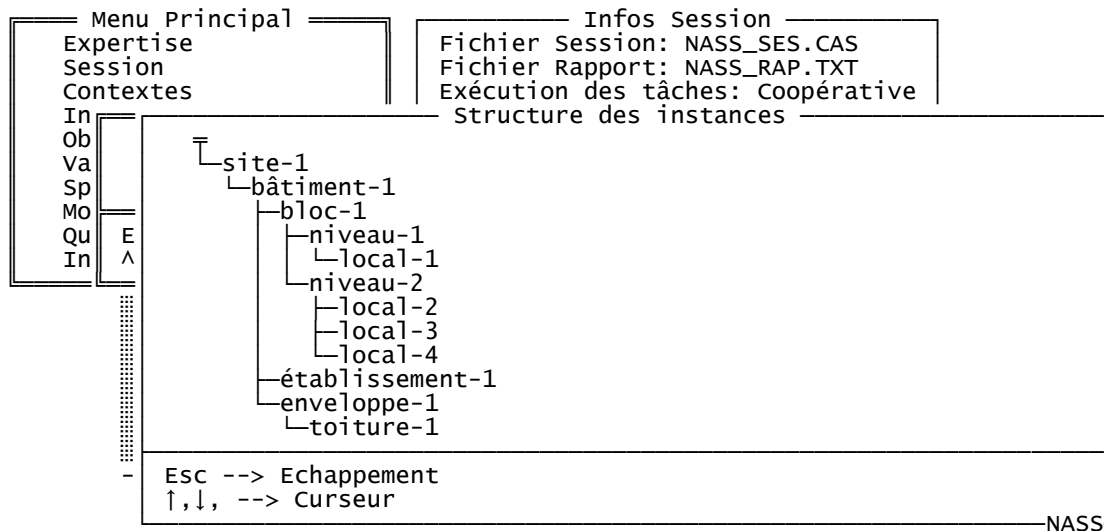 Menu Principal
Infos Session
Expertise
Fichier Session: NASS_SES.CAS
Session
Fichier Rapport: NASS_RAP.TXT
Contextes
Exécution des tâches: Coopérative
In
Structure des instances
Ob
Va
site-1
Sp
bâtiment-1
Mo
bloc-1
Qu E
niveau-1
In ^
local-1
niveau-2
local-2
local-3
local-4
établissement-1
enveloppe-1
toiture-1
- Esc --> Echappement
↑,↓, --> Curseur
NASS